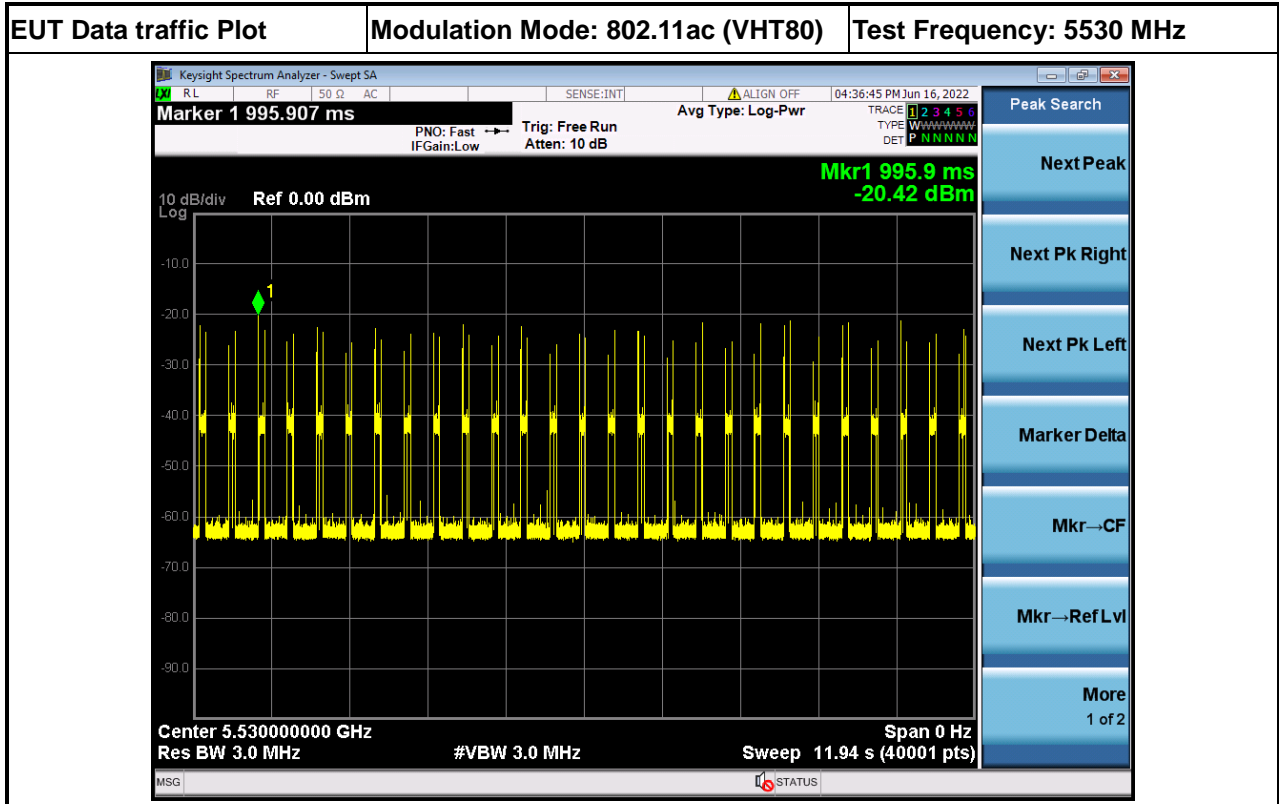 EUT Data traffic Plot
Modulation Mode: 802.11ac (VHT80)
Test Frequency: 5530 MHz
Keysight Spectrum Analyzer - Swept SA
LXI RL RF 50 Ω AC SENSE:INT ALIGN OFF 04:36:45 PM Jun 16, 2022
Marker 1 995.907 ms
PNO: Fast
IFGain:Low
Trig: Free Run
Atten: 10 dB
Avg Type: Log-Pwr
TRACE 1 2 3 4 5 6
TYPE WWWWWW
DET P N N N N N
Mkr1 995.9 ms
-20.42 dBm
10 dB/div Ref 0.00 dBm
Log
-10.0
1
-20.0
-30.0
-40.0
-50.0
-60.0
-70.0
-80.0
-90.0
Center 5.530000000 GHz
Span 0 Hz
Res BW 3.0 MHz
#VBW 3.0 MHz
Sweep 11.94 s (40001 pts)
MSG
STATUS
Peak Search
Next Peak
Next Pk Right
Next Pk Left
Marker Delta
Mkr→CF
Mkr→Ref Lvl
More
1 of 2